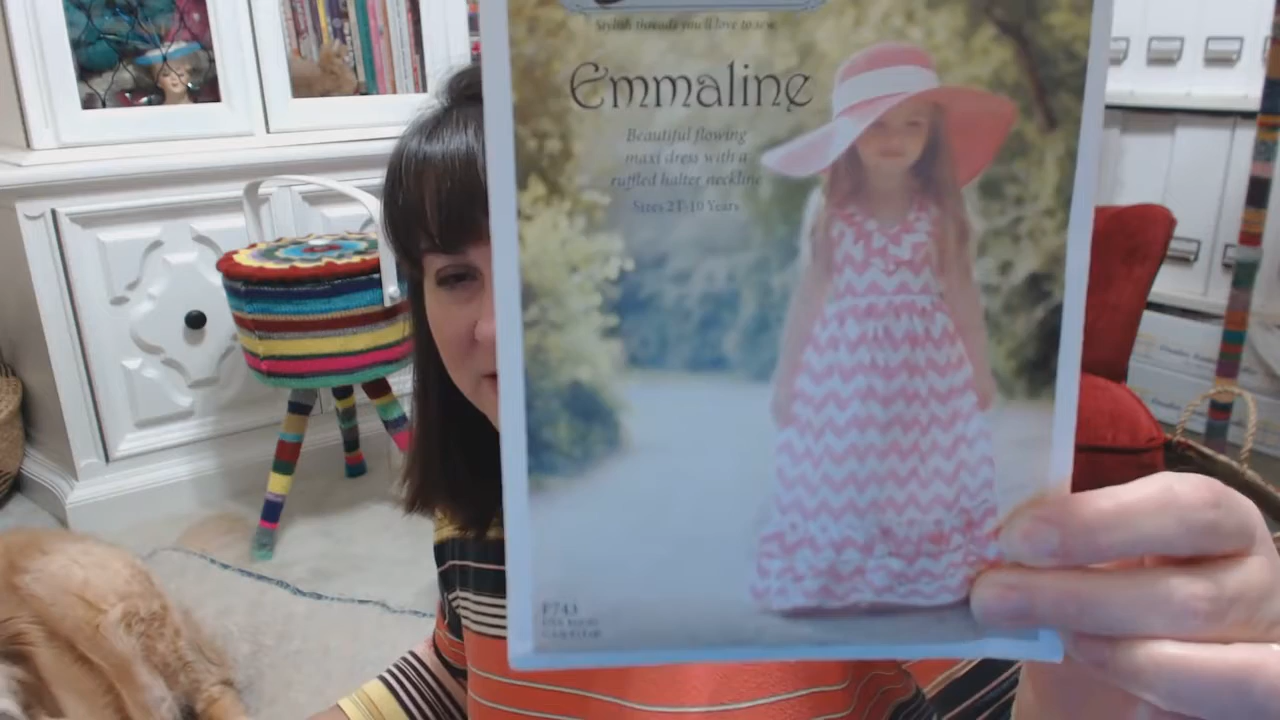 Stylish threads you'll love to sew
Emmaline
Beautiful flowing
maxi dress with a
ruffled halter neckline
Sizes 2T-10 Years
P743